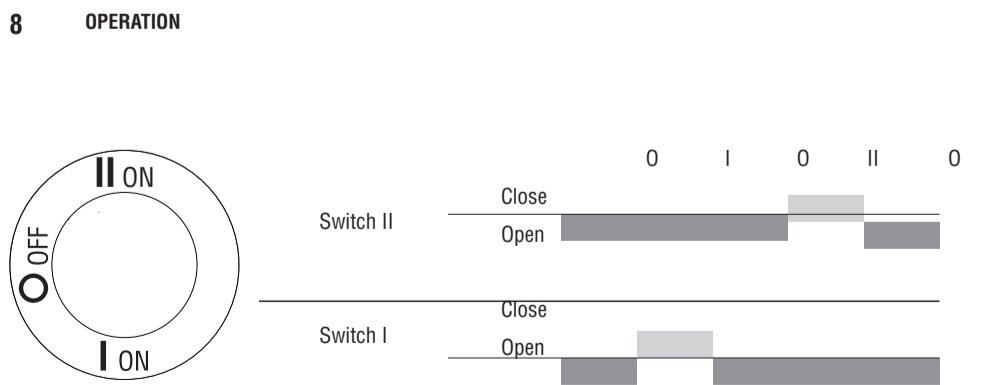 8 OPERATION
II ON
O OFF
I ON
O I O II O
Switch II
Close
Open
Switch I
Close
Open